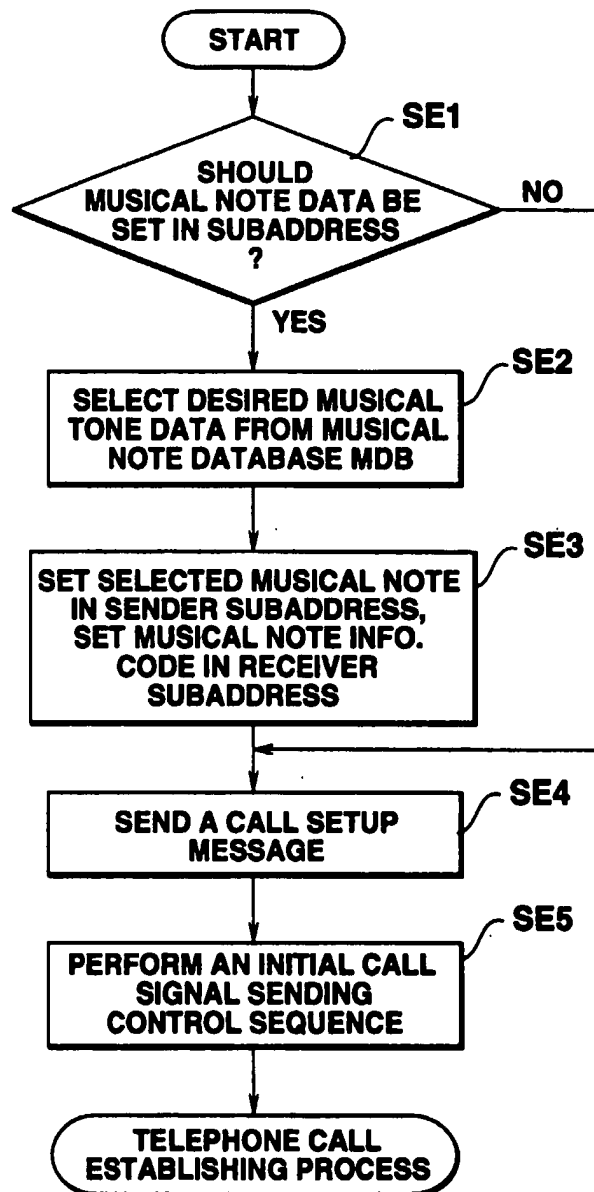 START
SE1
SHOULD
MUSICAL NOTE DATA BE
SET IN SUBADDRESS
?
NO
YES
SE2
SELECT DESIRED MUSICAL
TONE DATA FROM MUSICAL
NOTE DATABASE MDB
SE3
SET SELECTED MUSICAL NOTE
IN SENDER SUBADDRESS,
SET MUSICAL NOTE INFO.
CODE IN RECEIVER
SUBADDRESS
SE4
SEND A CALL SETUP
MESSAGE
SE5
PERFORM AN INITIAL CALL
SIGNAL SENDING
CONTROL SEQUENCE
TELEPHONE CALL
ESTABLISHING PROCESS